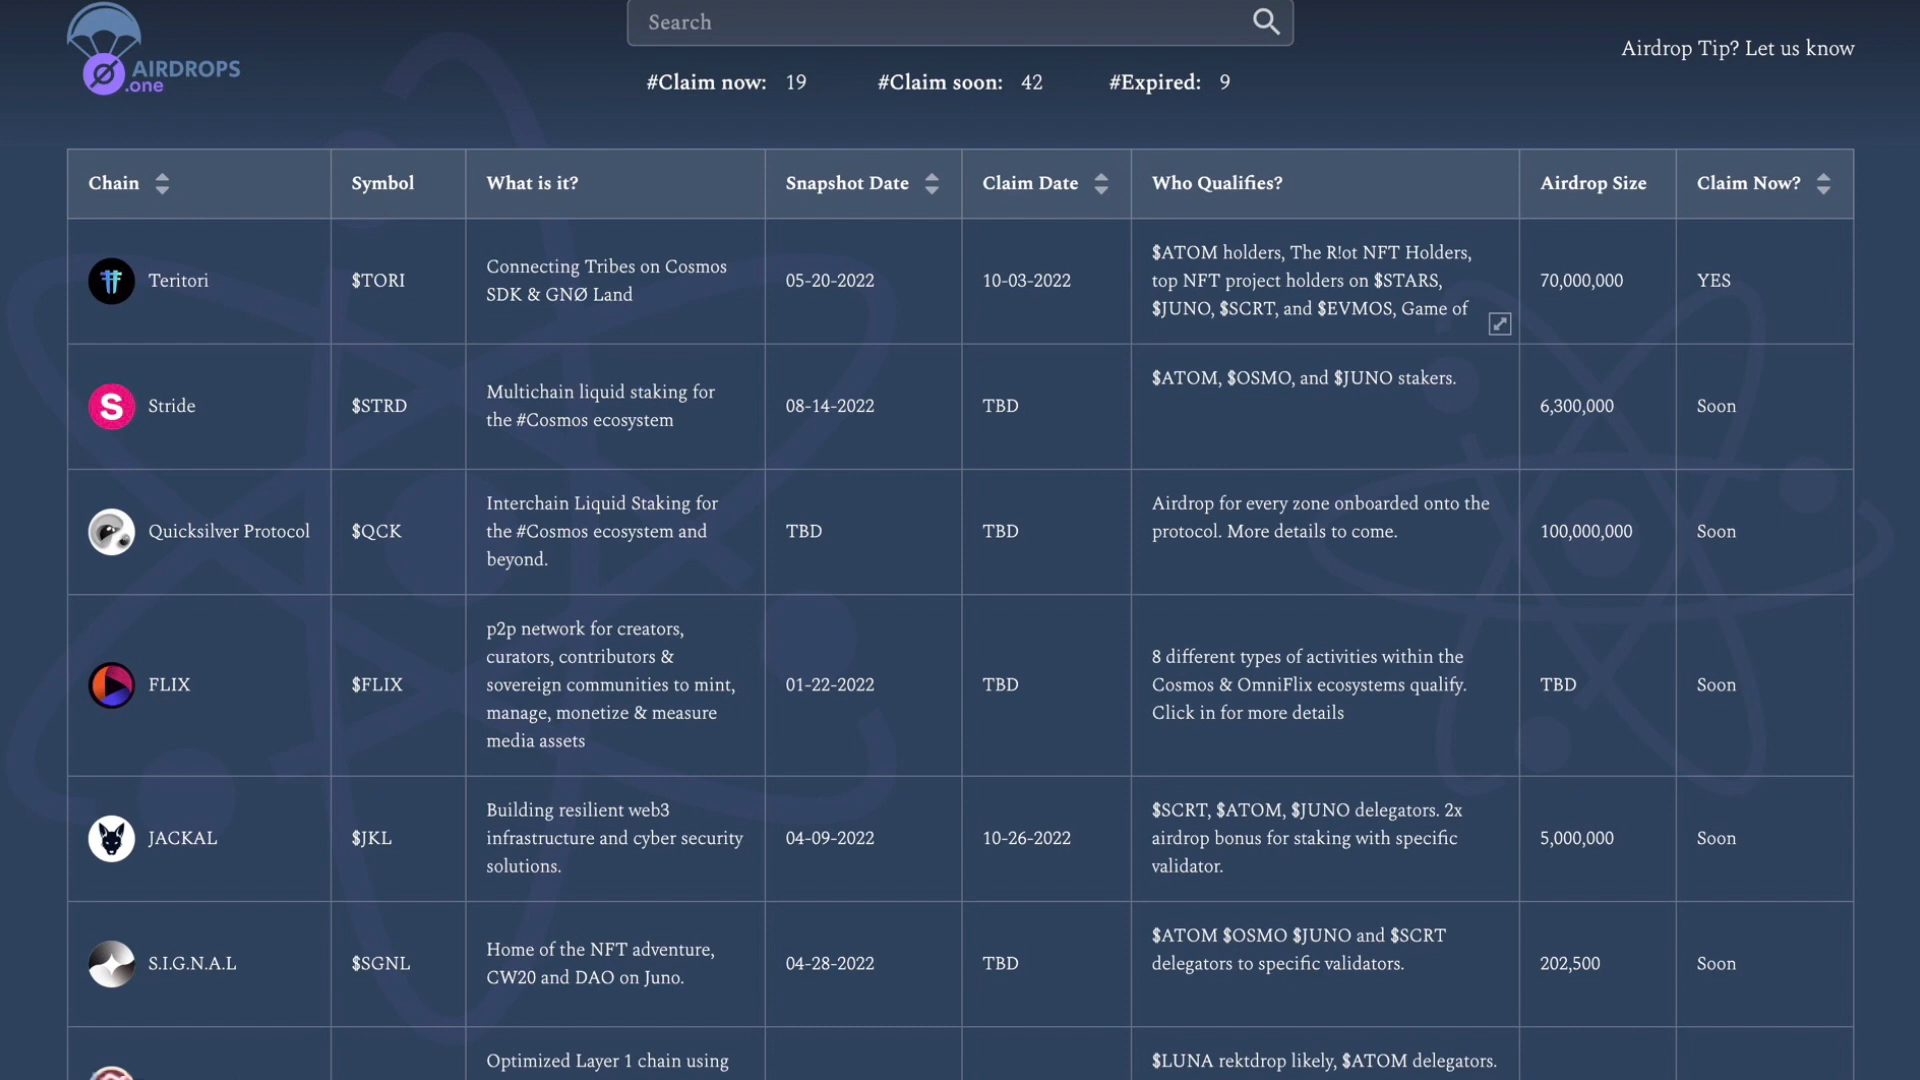 Search
Airdrop Tip? Let us know
AIRDROPS
.one
#Claim now: 19 #Claim soon: 42 #Expired: 9
Chain Symbol What is it? Snapshot Date Claim Date Who Qualifies? Airdrop Size Claim Now?
Teritori
$TORI
Connecting Tribes on Cosmos
SDK & GNØ Land
05-20-2022
10-03-2022
$ATOM holders, The R!ot NFT Holders,
top NFT project holders on $STARS,
$JUNO, $SCRT, and $EVMOS, Game of
70,000,000
YES
S
Stride
$STRD
Multichain liquid staking for
the #Cosmos ecosystem
08-14-2022
TBD
$ATOM, $OSMO, and $JUNO stakers.
6,300,000
Soon
Quicksilver Protocol
$QCK
Interchain Liquid Staking for
the #Cosmos ecosystem and
beyond.
TBD
TBD
Airdrop for every zone onboarded onto the
protocol. More details to come.
100,000,000
Soon
FLIX
$FLIX
p2p network for creators,
curators, contributors &
sovereign communities to mint,
manage, monetize & measure
media assets
01-22-2022
TBD
8 different types of activities within the
Cosmos & OmniFlix ecosystems qualify.
Click in for more details
TBD
Soon
JACKAL
$JKL
Building resilient web3
infrastructure and cyber security
solutions.
04-09-2022
10-26-2022
$SCRT, $ATOM, $JUNO delegators. 2x
airdrop bonus for staking with specific
validator.
5,000,000
Soon
S.I.G.N.A.L
$SGNL
Home of the NFT adventure,
CW20 and DAO on Juno.
04-28-2022
TBD
$ATOM $OSMO $JUNO and $SCRT
delegators to specific validators.
202,500
Soon
Optimized Layer 1 chain using
$LUNA rektdrop likely, $ATOM delegators.